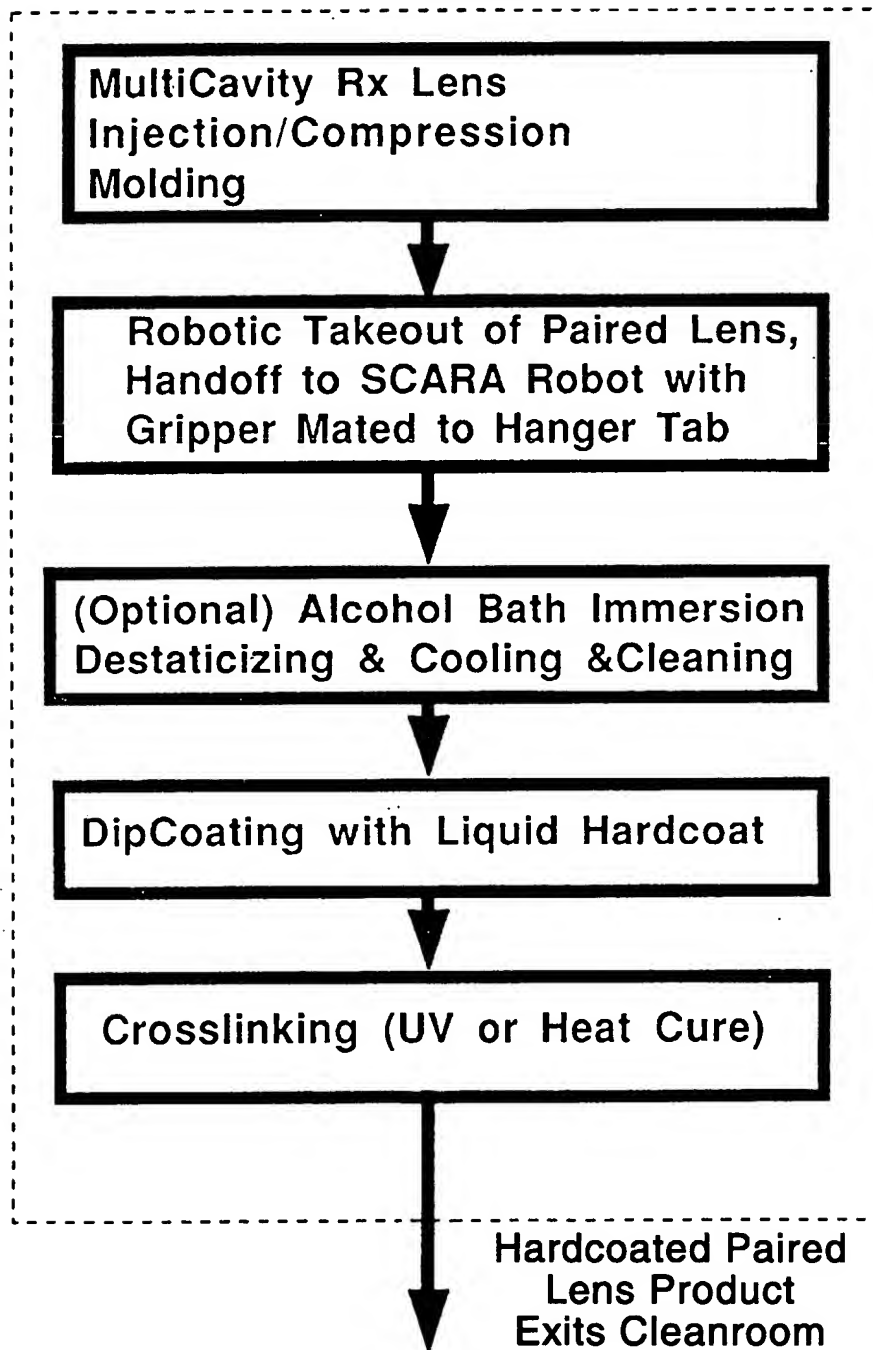 MultiCavity Rx Lens
Injection/Compression
Molding
Robotic Takeout of Paired Lens,
Handoff to SCARA Robot with
Gripper Mated to Hanger Tab
(Optional) Alcohol Bath Immersion
Destaticizing & Cooling &Cleaning
DipCoating with Liquid Hardcoat
Crosslinking (UV or Heat Cure)
Hardcoated Paired
Lens Product
Exits Cleanroom